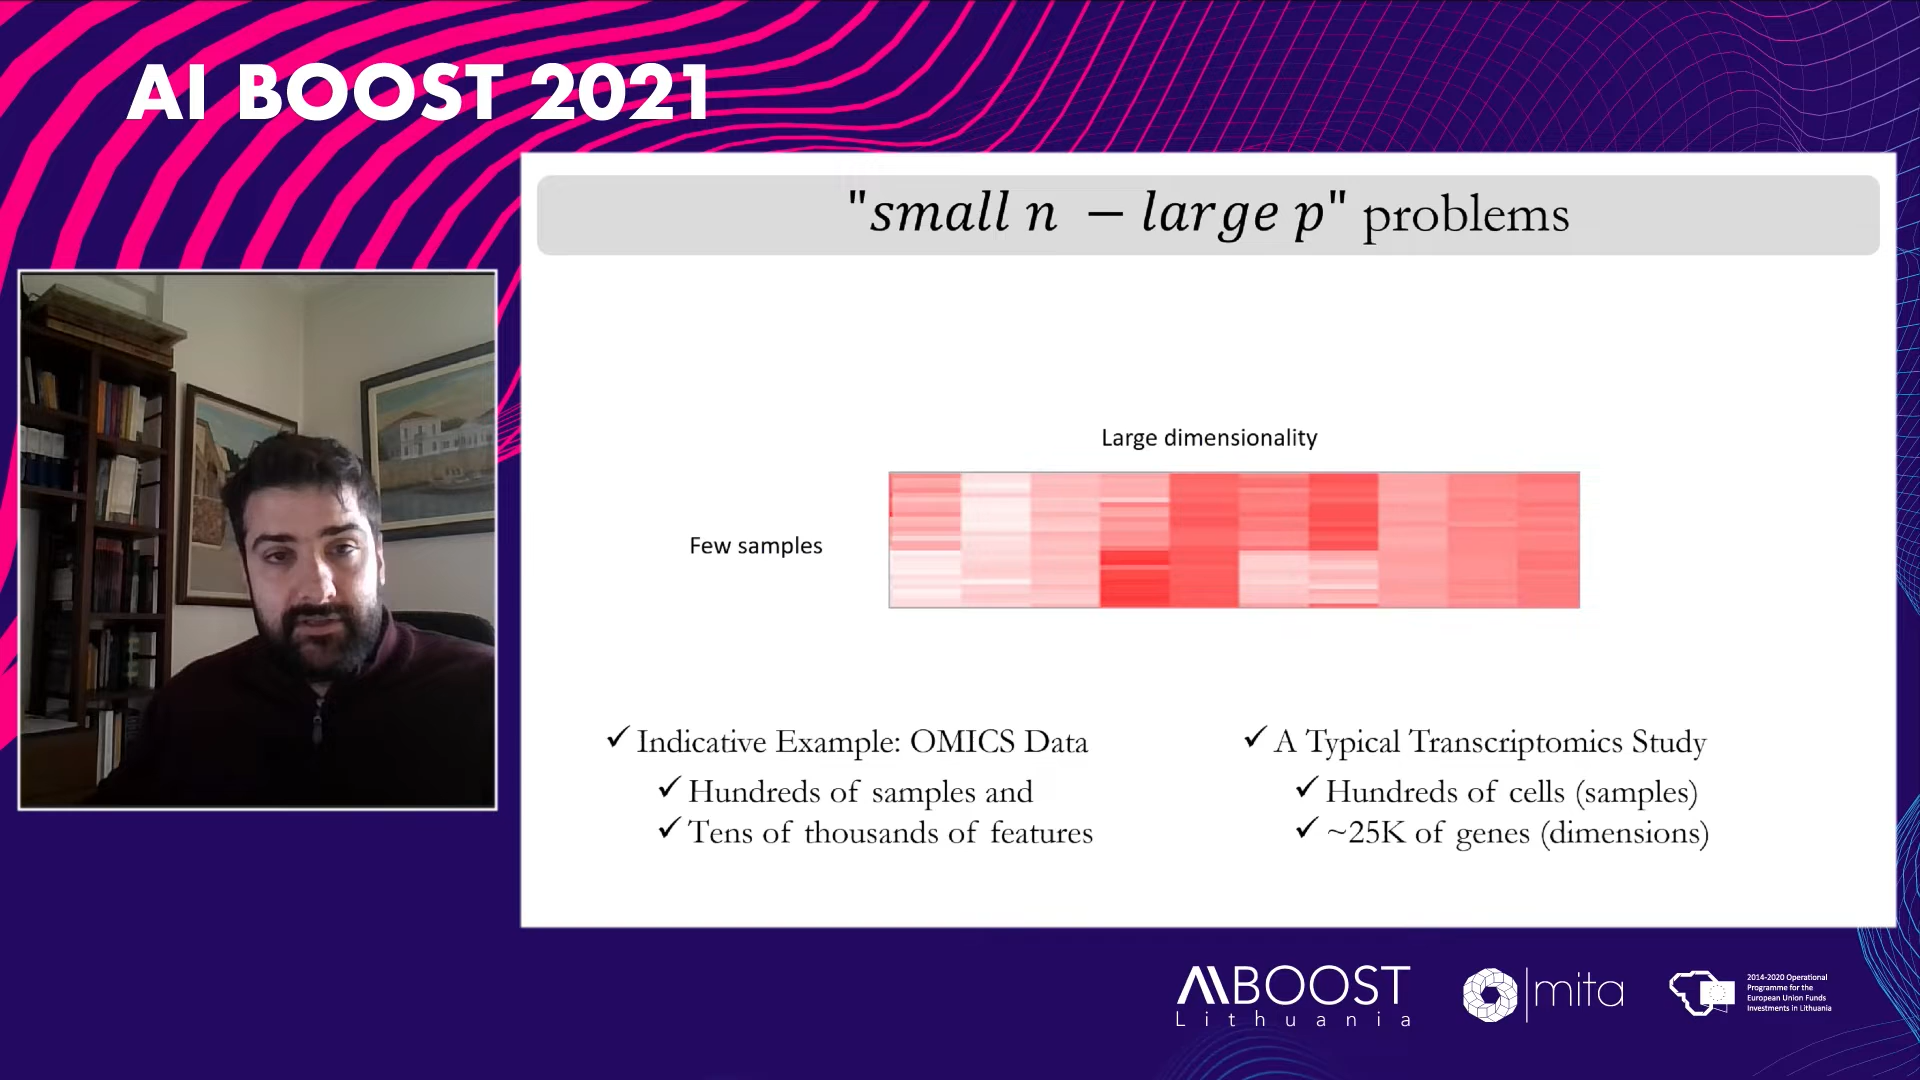 AI BOOST 2021
"small n – large p" problems
Large dimensionality
Few samples
✓ Indicative Example: OMICS Data
✓ Hundreds of samples and
✓ Tens of thousands of features
✓ A Typical Transcriptomics Study
✓ Hundreds of cells (samples)
✓ ~25K of genes (dimensions)
AI BOOST
Lithuania
mita
2014-2020 Operational
Programme for the
European Union Funds
Investments in Lithuania